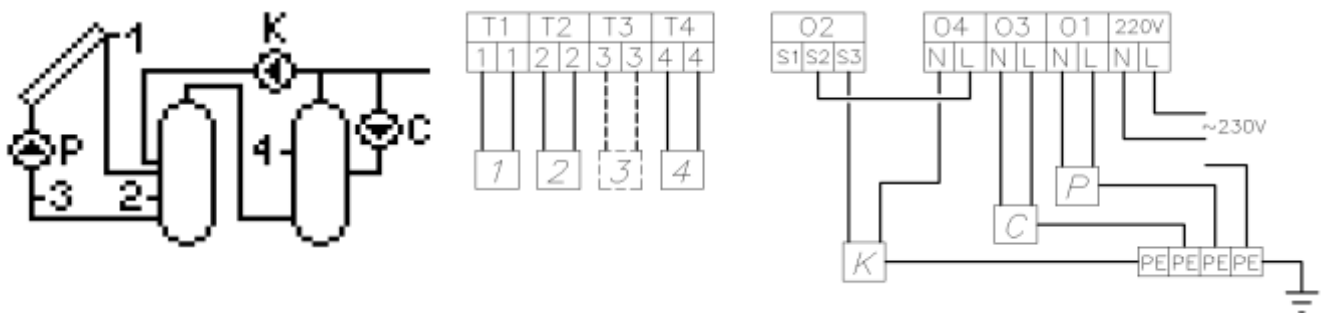 K
1
P
C
4
3
2
T1 T2 T3 T4
1 1 2 2 3 3 4 4
1 2 3 4
O2 O4 O3 O1 220V
S1 S2 S3 N L N L N L N L
~230V
P
C
K
PE PE PE PE